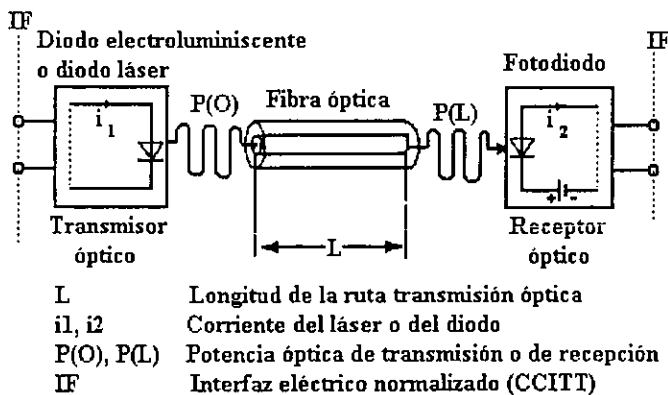 IF
IF
Diodo electroluminiscente
o diodo láser
P(O)
Fibra óptica
P(L)
Fotodiodo
i1
i2
+ -
Transmisor
óptico
L
Receptor
óptico
L Longitud de la ruta transmisión óptica
i1, i2 Corriente del láser o del diodo
P(O), P(L) Potencia óptica de transmisión o de recepción
IF Interfaz eléctrico normalizado (CCITT)